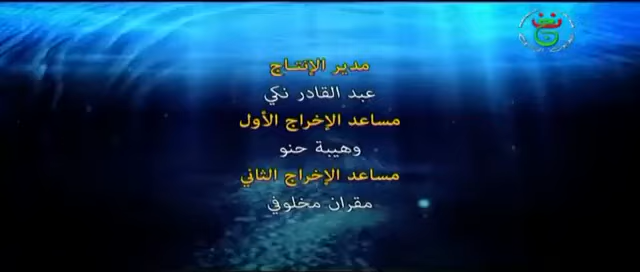 مدير الإنتاج
عبد القادر نكي
مساعد الإخراج الأول
وهيبة حنو
مساعد الإخراج الثاني
مقران مخلوفي